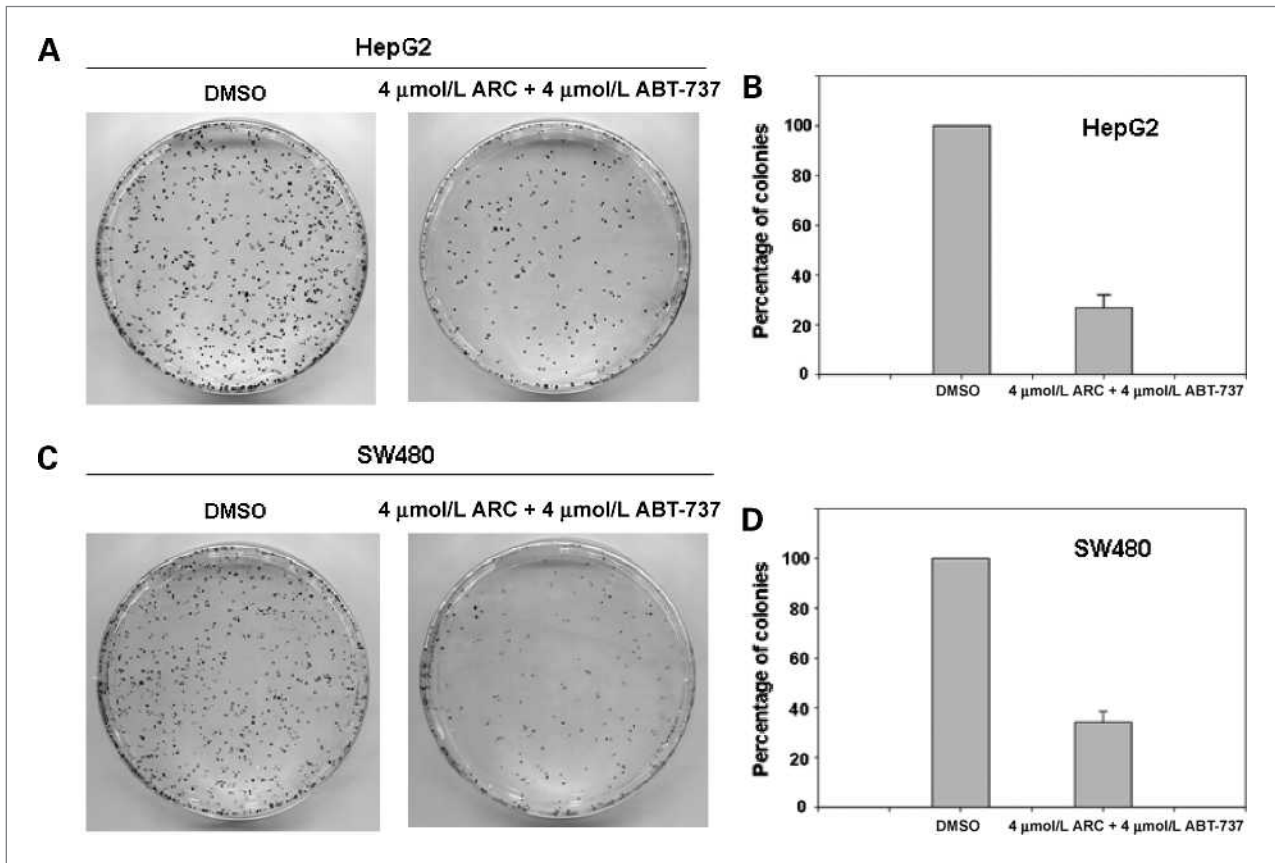 A
HepG2
DMSO
4 μmol/L ARC + 4 μmol/L ABT-737
B
HepG2
Percentage of colonies
100
80
60
40
20
0
DMSO
4 μmol/L ARC + 4 μmol/L ABT-737
C
SW480
DMSO
4 μmol/L ARC + 4 μmol/L ABT-737
D
SW480
Percentage of colonies
100
80
60
40
20
0
DMSO
4 μmol/L ARC + 4 μmol/L ABT-737